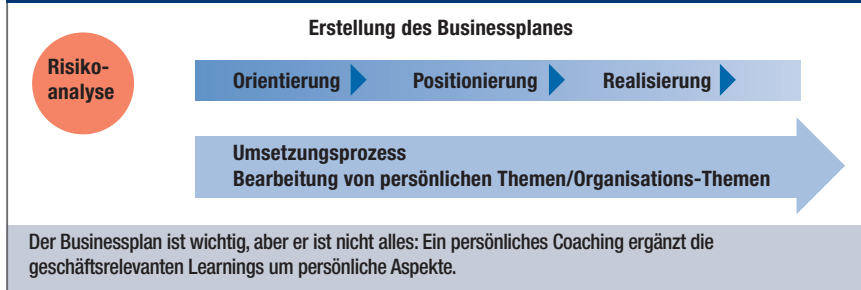 Erstellung des Businessplanes
Risiko-
analyse
Orientierung
Positionierung
Realisierung
Umsetzungsprozess
Bearbeitung von persönlichen Themen/Organisations-Themen
Der Businessplan ist wichtig, aber er ist nicht alles: Ein persönliches Coaching ergänzt die
geschäftsrelevanten Learnings um persönliche Aspekte.